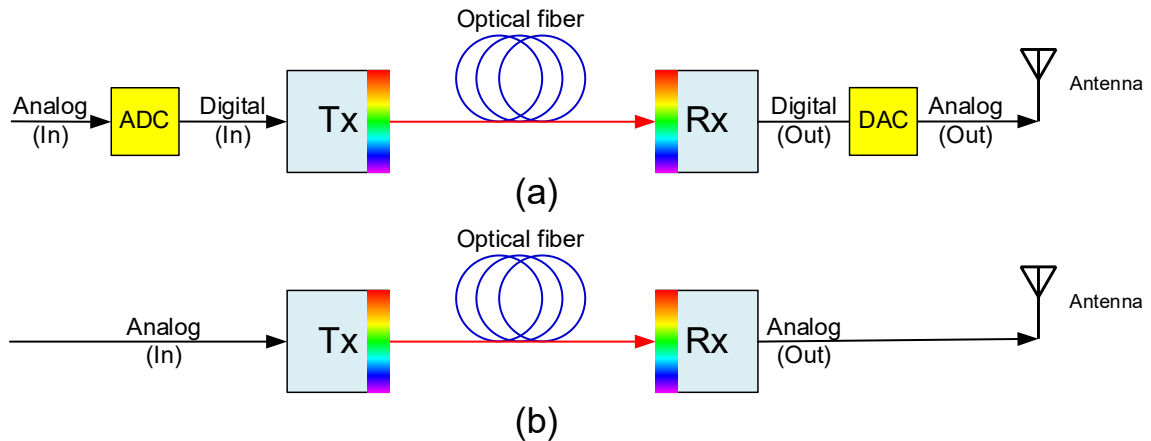 Optical fiber
Analog
(In)
ADC
Digital
(In)
Tx
Rx
Digital
(Out)
DAC
Analog
(Out)
Antenna
(a)
Optical fiber
Analog
(In)
Tx
Rx
Analog
(Out)
Antenna
(b)